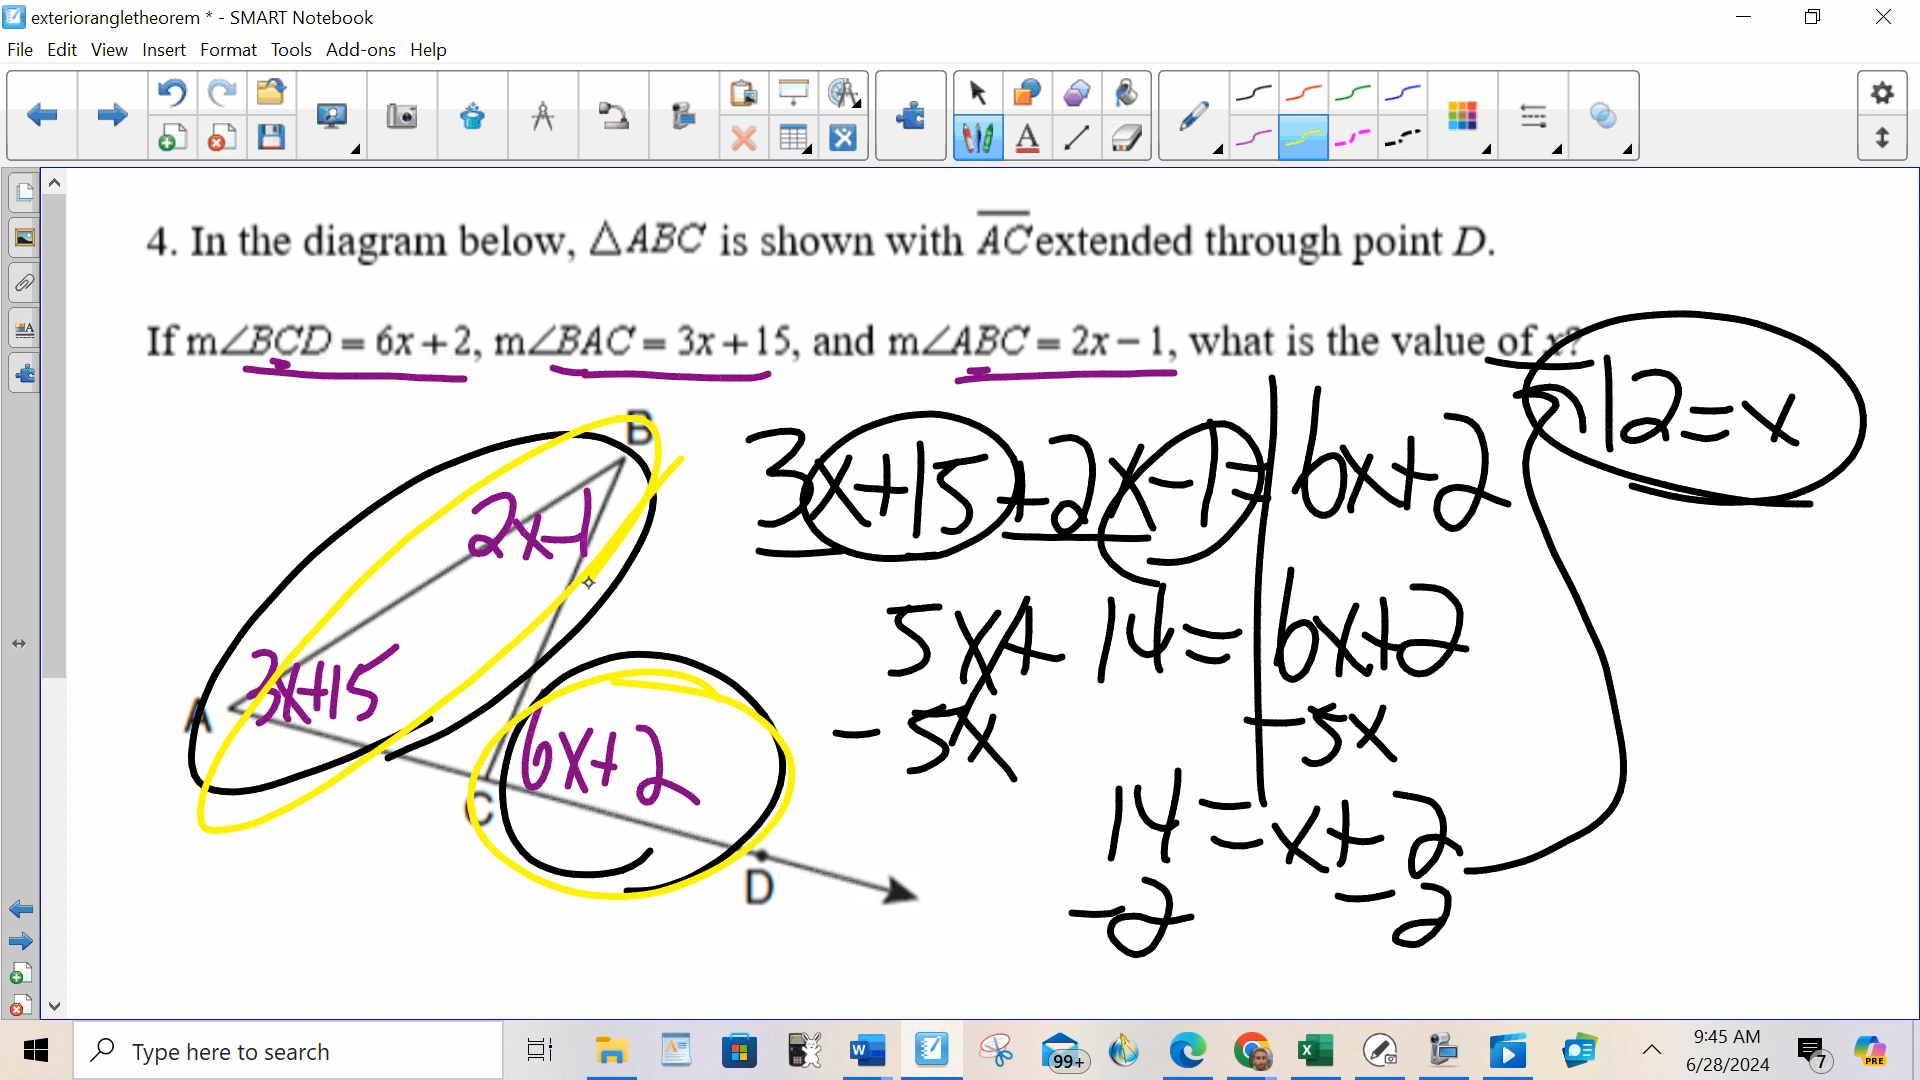 exteriorangletheorem * - SMART Notebook
File Edit View Insert Format Tools Add-ons Help
4. In the diagram below, △ABC is shown with A̅C̅ extended through point D.
If m∠BCD = 6x + 2, m∠BAC = 3x + 15, and m∠ABC = 2x − 1, what is the value of x?
12 = x
B
3x+15+2x-1= 6x+2
2x-1
5x+14= 6x+2
3x+15
A
-5x -5x
6x+2
C
14=x+2
D
-2 -2
Type here to search
99+
9:45 AM
6/28/2024
7
PRE